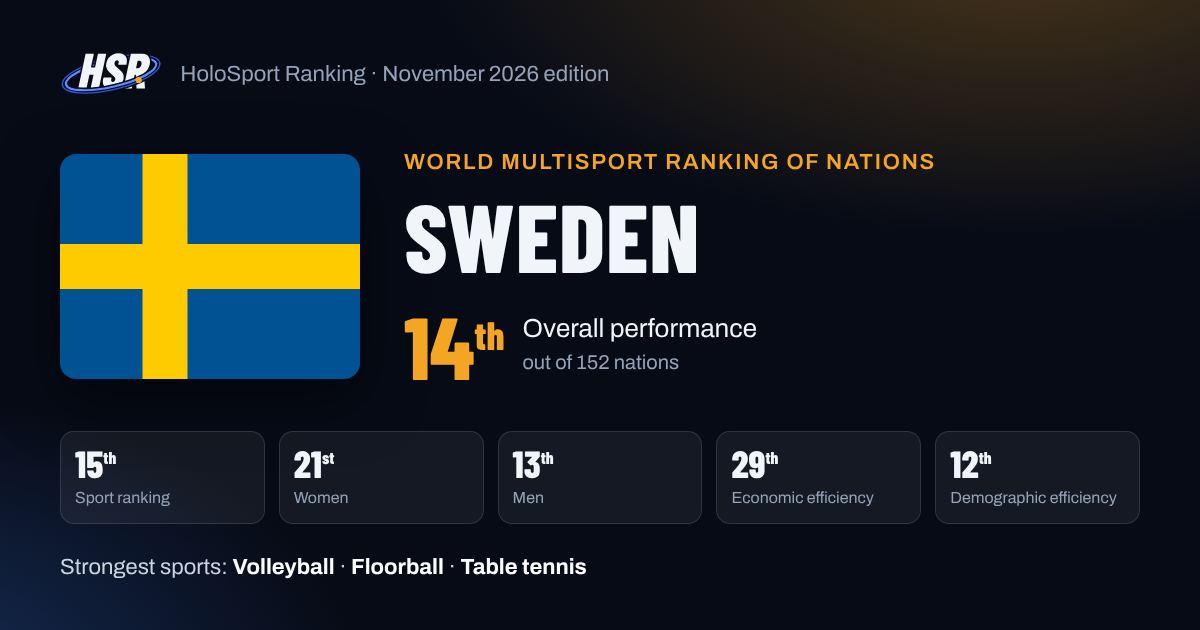 HSR
HoloSport Ranking · November 2026 edition
WORLD MULTISPORT RANKING OF NATIONS
SWEDEN
14th
Overall performance
out of 152 nations
15th
Sport ranking
21st
Women
13th
Men
29th
Economic efficiency
12th
Demographic efficiency
Strongest sports: Volleyball · Floorball · Table tennis